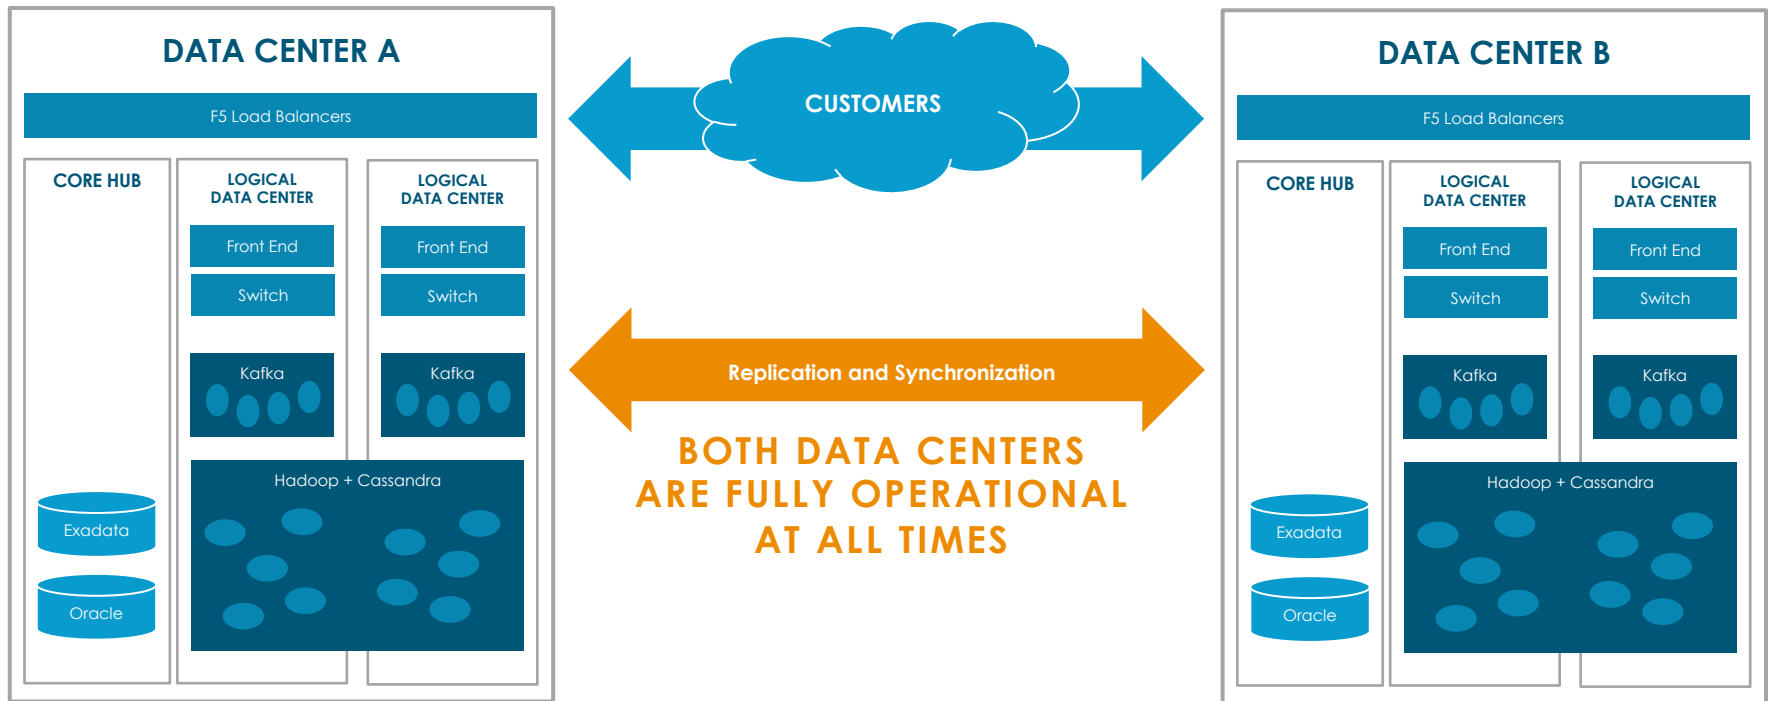 DATA CENTER A
F5 Load Balancers
CORE HUB
LOGICAL
DATA CENTER
LOGICAL
DATA CENTER
Front End
Front End
Switch
Switch
Kafka
Kafka
Hadoop + Cassandra
Exadata
Oracle
CUSTOMERS
Replication and Synchronization
BOTH DATA CENTERS
ARE FULLY OPERATIONAL
AT ALL TIMES
DATA CENTER B
F5 Load Balancers
CORE HUB
LOGICAL
DATA CENTER
LOGICAL
DATA CENTER
Front End
Front End
Switch
Switch
Kafka
Kafka
Hadoop + Cassandra
Exadata
Oracle